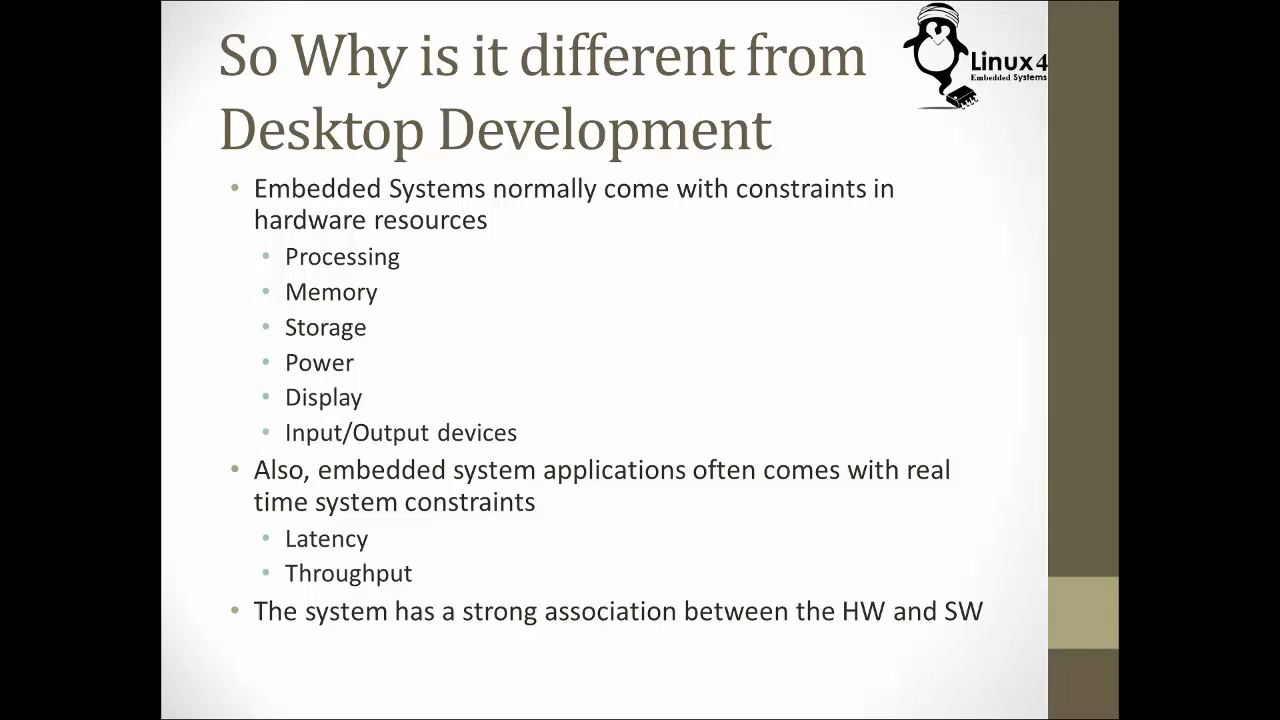 So Why is it different from
Desktop Development
Linux 4
Embedded Systems
• Embedded Systems normally come with constraints in
hardware resources
• Processing
• Memory
• Storage
• Power
• Display
• Input/Output devices
• Also, embedded system applications often comes with real
time system constraints
• Latency
• Throughput
• The system has a strong association between the HW and SW